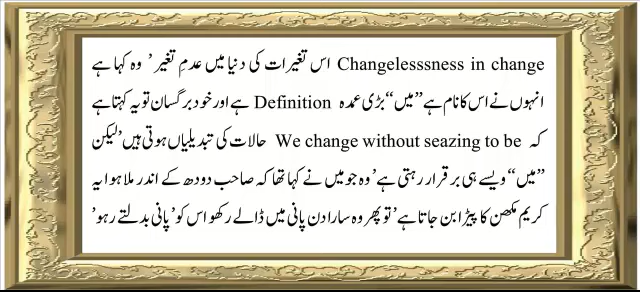 Changelesssness in change اس تغیرات کی دنیا میں عدمِ تغیر’ وہ کہا ہے
انہوں نے اس کا نام ہے ”میں“ بڑی عمدہ Definition ہے اور خود برگسان تو یہ کہتا ہے
کہ We change without seazing to be حالات کی تبدیلیاں ہوتی ہیں’ لیکن
”میں“ ویسے ہی برقرار رہتی ہے’ وہ جو میں نے کہا تھا کہ صاحب دودھ کے اندر ملا ہوا یہ
کریم مکھن کا پیڑا بن جاتا ہے’ تو پھر وہ سارا دن پانی میں ڈالے رکھو اس کو’ پانی بدلتے رہو’